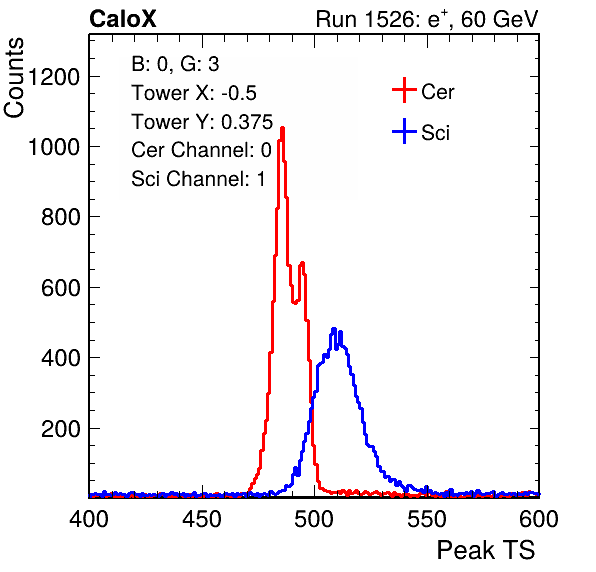 CaloX Run 1526: e⁺, 60 GeV
Counts
B: 0, G: 3
Tower X: -0.5
Tower Y: 0.375
Cer Channel: 0
Sci Channel: 1
Cer
Sci
1200
1000
800
600
400
200
400 450 500 550 600
Peak TS